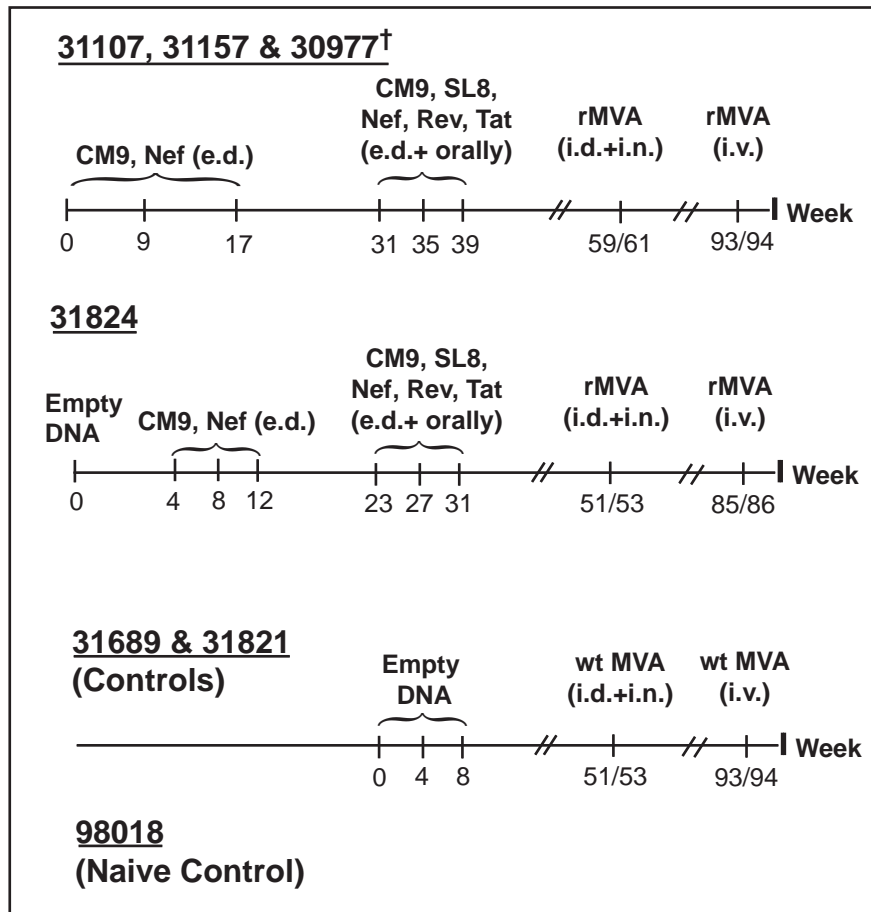 31107, 31157 & 30977†
CM9, Nef (e.d.)
CM9, SL8,
Nef, Rev, Tat
(e.d.+ orally)
rMVA
(i.d.+i.n.)
rMVA
(i.v.)
Week
0 9 17 31 35 39 59/61 93/94
31824
Empty
DNA
CM9, Nef (e.d.)
CM9, SL8,
Nef, Rev, Tat
(e.d.+ orally)
rMVA
(i.d.+i.n.)
rMVA
(i.v.)
Week
0 4 8 12 23 27 31 51/53 85/86
31689 & 31821
(Controls)
Empty
DNA
wt MVA
(i.d.+i.n.)
wt MVA
(i.v.)
Week
0 4 8 51/53 93/94
98018
(Naive Control)